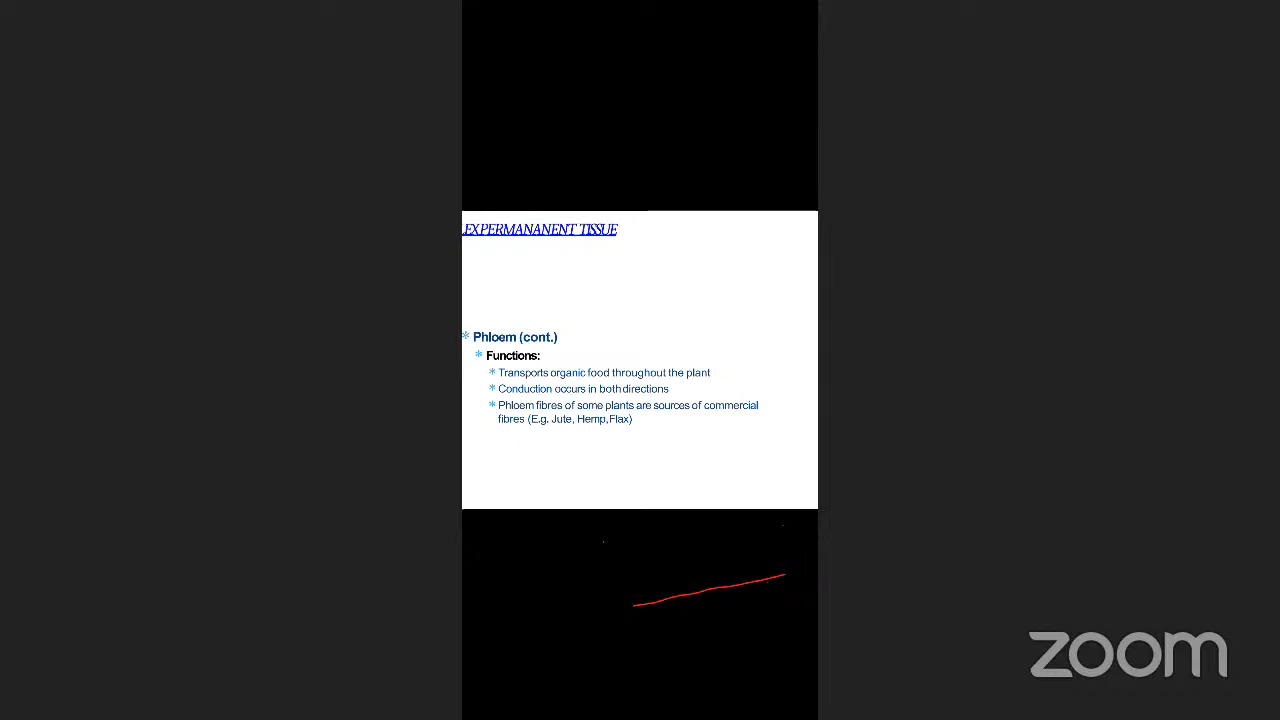 .EXPERMANANENT TISSUE
* Phloem (cont.)
* Functions:
* Transports organic food throughout the plant
* Conduction occurs in both directions
* Phloem fibres of some plants are sources of commercial
fibres (E.g. Jute, Hemp,Flax)
zoom